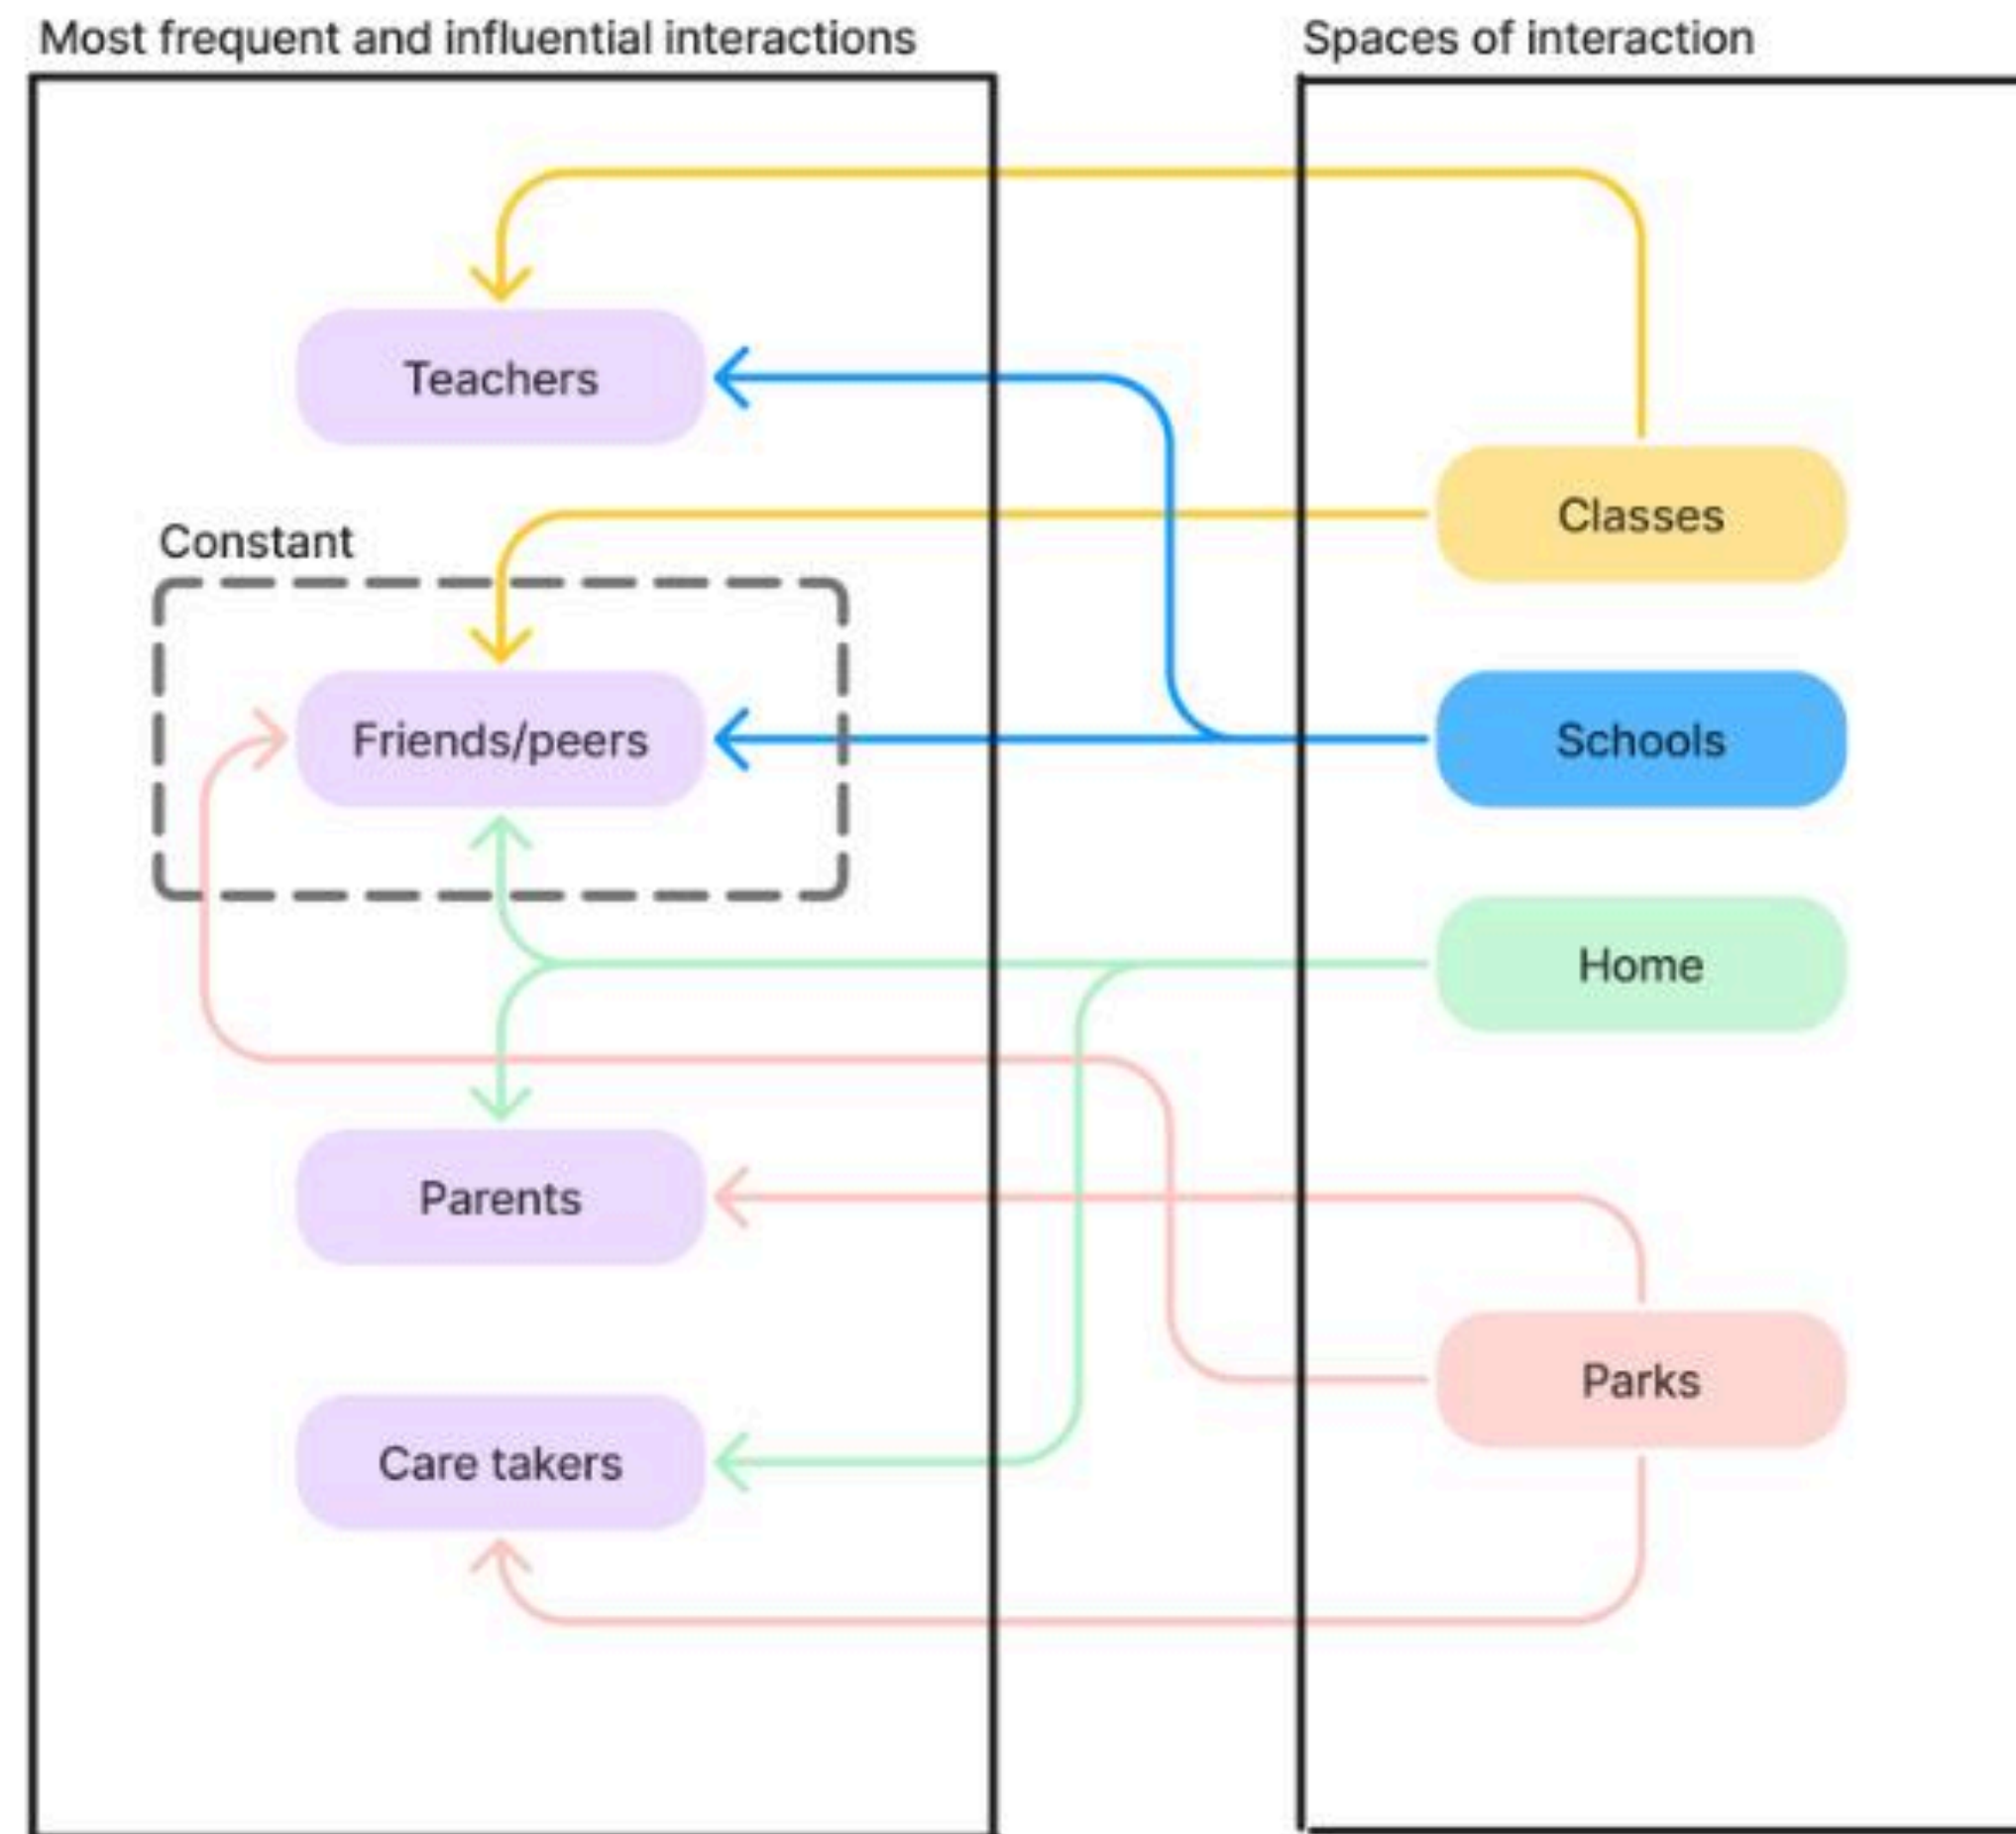 Most frequent and influential interactions
Spaces of interaction
Teachers
Classes
Constant
Friends/peers
Schools
Home
Parents
Parks
Care takers